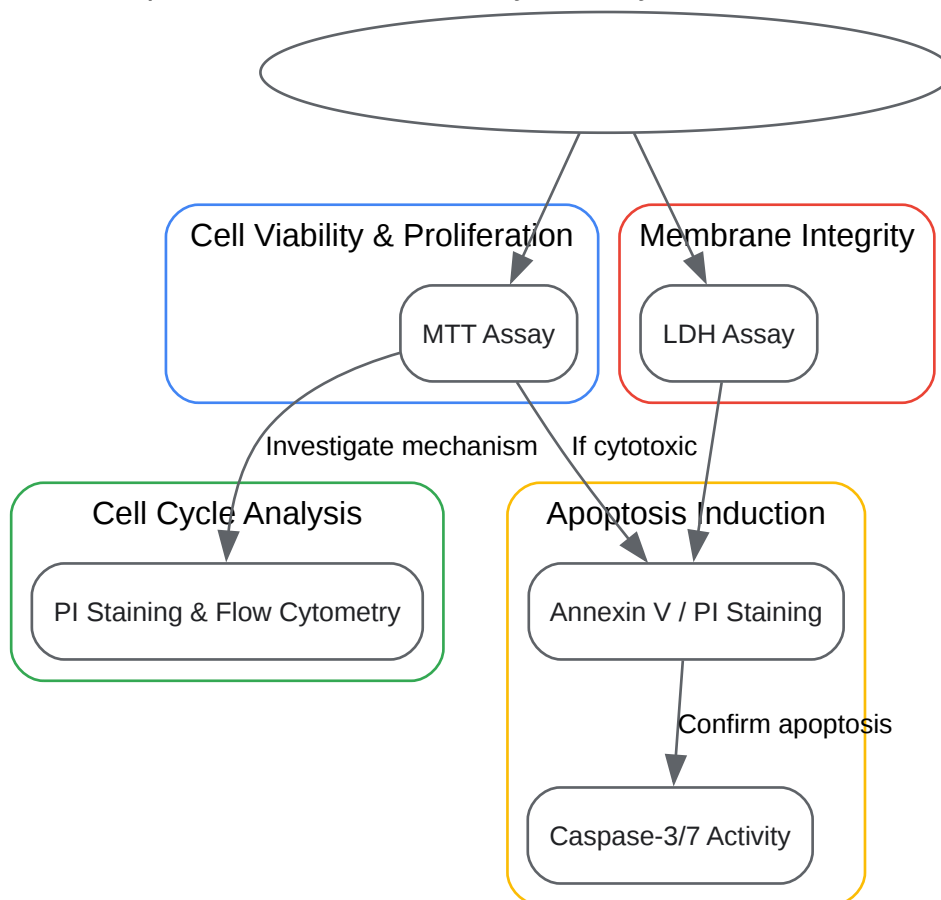 Cell Viability & Proliferation
Membrane Integrity
MTT Assay
LDH Assay
Investigate mechanism
If cytotoxic
Cell Cycle Analysis
Apoptosis Induction
PI Staining & Flow Cytometry
Annexin V / PI Staining
Confirm apoptosis
Caspase-3/7 Activity